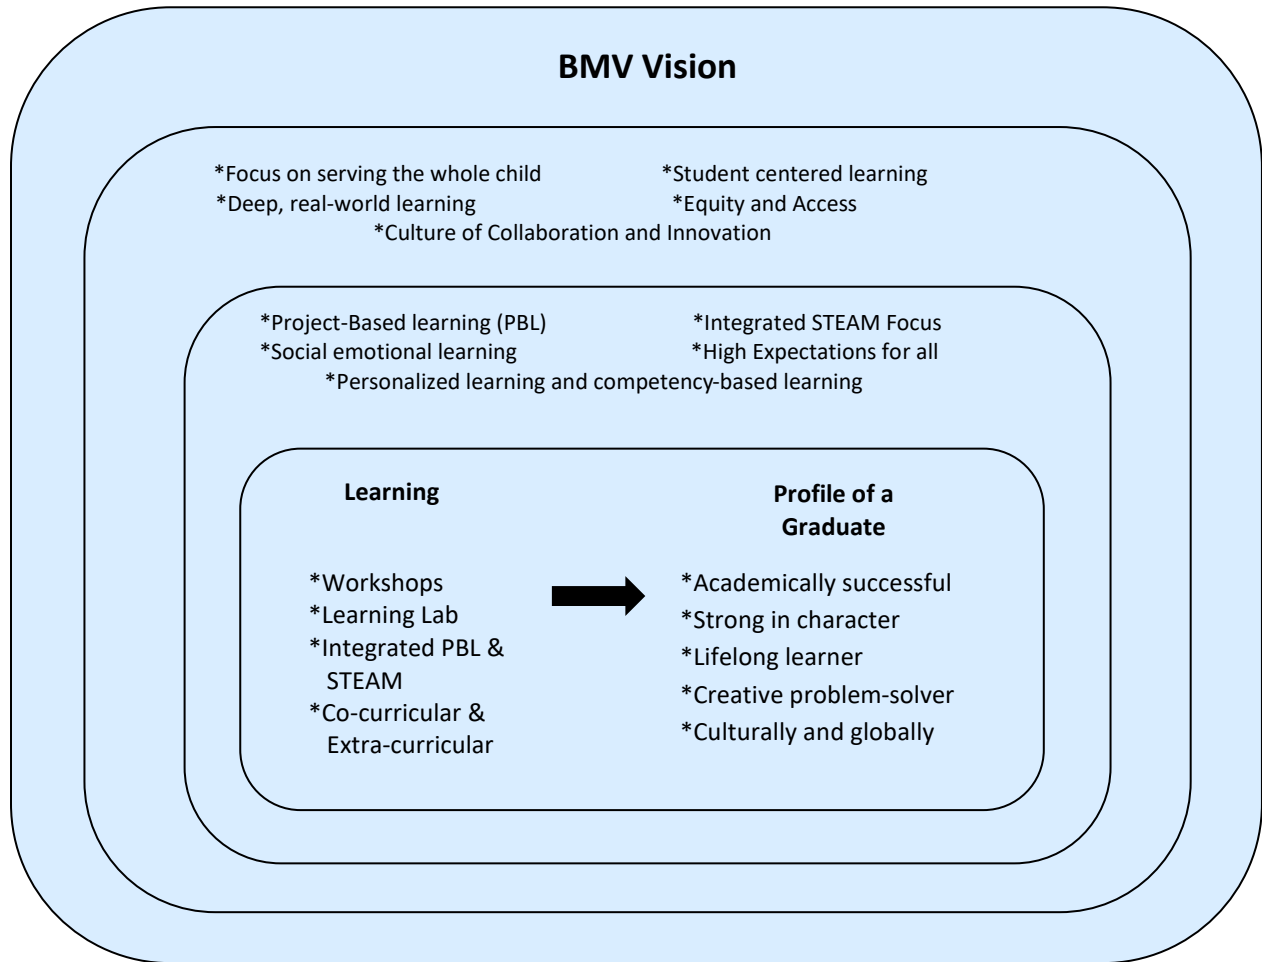 BMV Vision
*Focus on serving the whole child *Student centered learning
*Deep, real-world learning *Equity and Access
*Culture of Collaboration and Innovation
*Project-Based learning (PBL) *Integrated STEAM Focus
*Social emotional learning *High Expectations for all
*Personalized learning and competency-based learning
Learning
*Workshops
*Learning Lab
*Integrated PBL &
STEAM
*Co-curricular &
Extra-curricular
Profile of a
Graduate
*Academically successful
*Strong in character
*Lifelong learner
*Creative problem-solver
*Culturally and globally